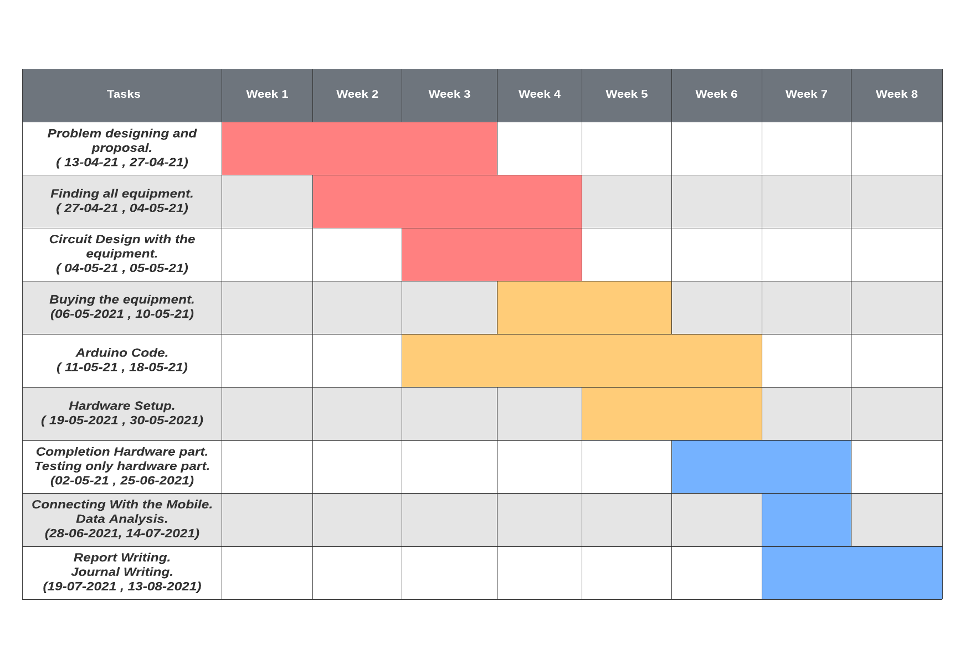 Tasks Week 1 Week 2 Week 3 Week 4 Week 5 Week 6 Week 7 Week 8
Problem designing and
proposal.
( 13-04-21 , 27-04-21)
Finding all equipment.
( 27-04-21 , 04-05-21)
Circuit Design with the
equipment.
( 04-05-21 , 05-05-21)
Buying the equipment.
(06-05-2021 , 10-05-21)
Arduino Code.
( 11-05-21 , 18-05-21)
Hardware Setup.
( 19-05-2021 , 30-05-2021)
Completion Hardware part.
Testing only hardware part.
(02-05-21 , 25-06-2021)
Connecting With the Mobile.
Data Analysis.
(28-06-2021, 14-07-2021)
Report Writing.
Journal Writing.
(19-07-2021 , 13-08-2021)